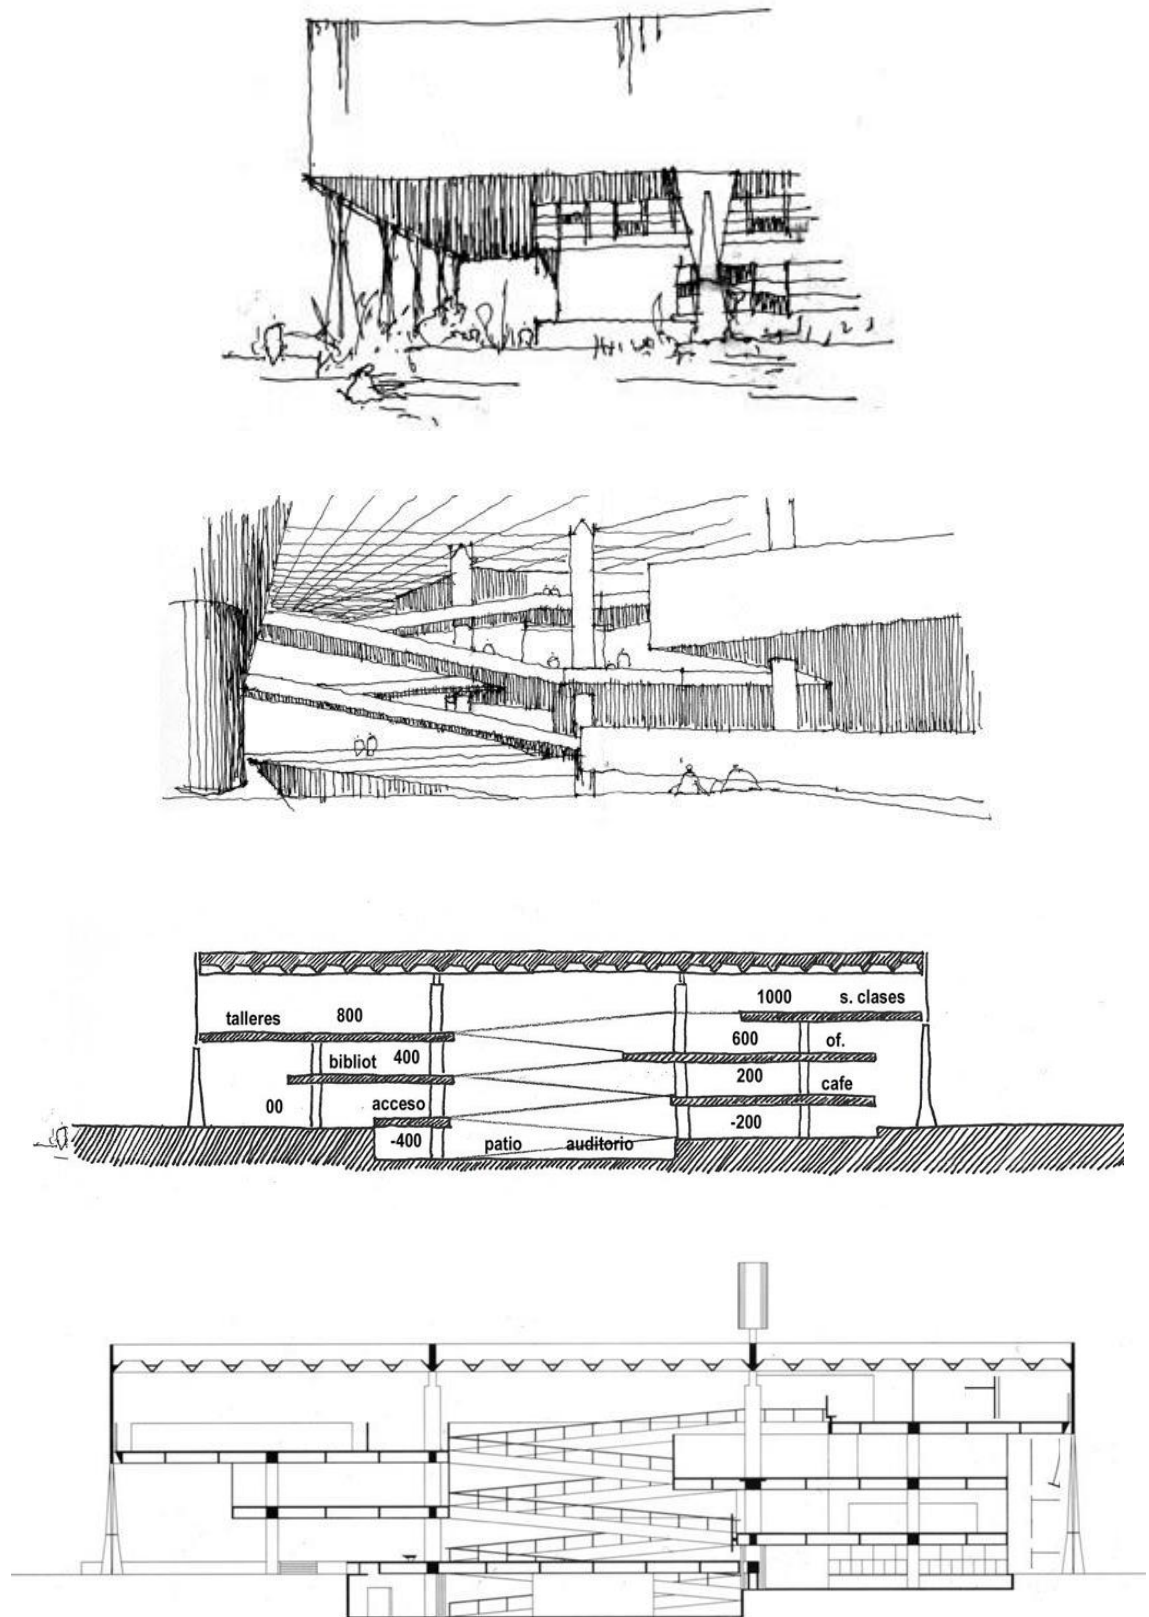 1000 s. clases
talleres 800
600 of.
bibliot 400
200 cafe
00 acceso
-200
-400 patio auditorio